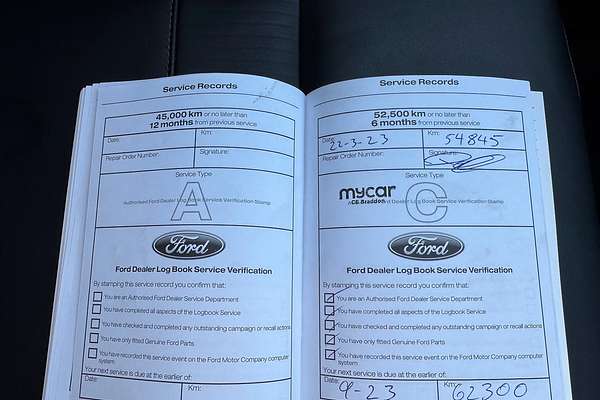 Service Records
45,000 km or no later than
12 months from previous service
Date:
Km:
Repair Order Number:
Signature:
Service Type
A
Authorised Ford Dealer Log Book Service Verification Stamp
Ford
Ford Dealer Log Book Service Verification
By stamping this service record you confirm that:
You are an Authorised Ford Dealer Service Department
You have completed all aspects of the Logbook Service
You have checked and completed any outstanding campaign or recall actions
You have only fitted Genuine Ford Parts
You have recorded this service event on the Ford Motor Company computer
system
Your next service is due at the earlier of:
Date:
Km:
Service Records
52,500 km or no later than
6 months from previous service
Date: 22-3-23
Km: 54845
Repair Order Number:
Signature:
Service Type
mycar
Braddon
C
Ford Dealer Log Book Service Verification Stamp
Ford
Ford Dealer Log Book Service Verification
By stamping this service record you confirm that:
You are an Authorised Ford Dealer Service Department
You have completed all aspects of the Logbook Service
You have checked and completed any outstanding campaign or recall actions
You have only fitted Genuine Ford Parts
You have recorded this service event on the Ford Motor Company computer
system
Your next service is due at the earlier of:
Date: 9-23
Km: 62300